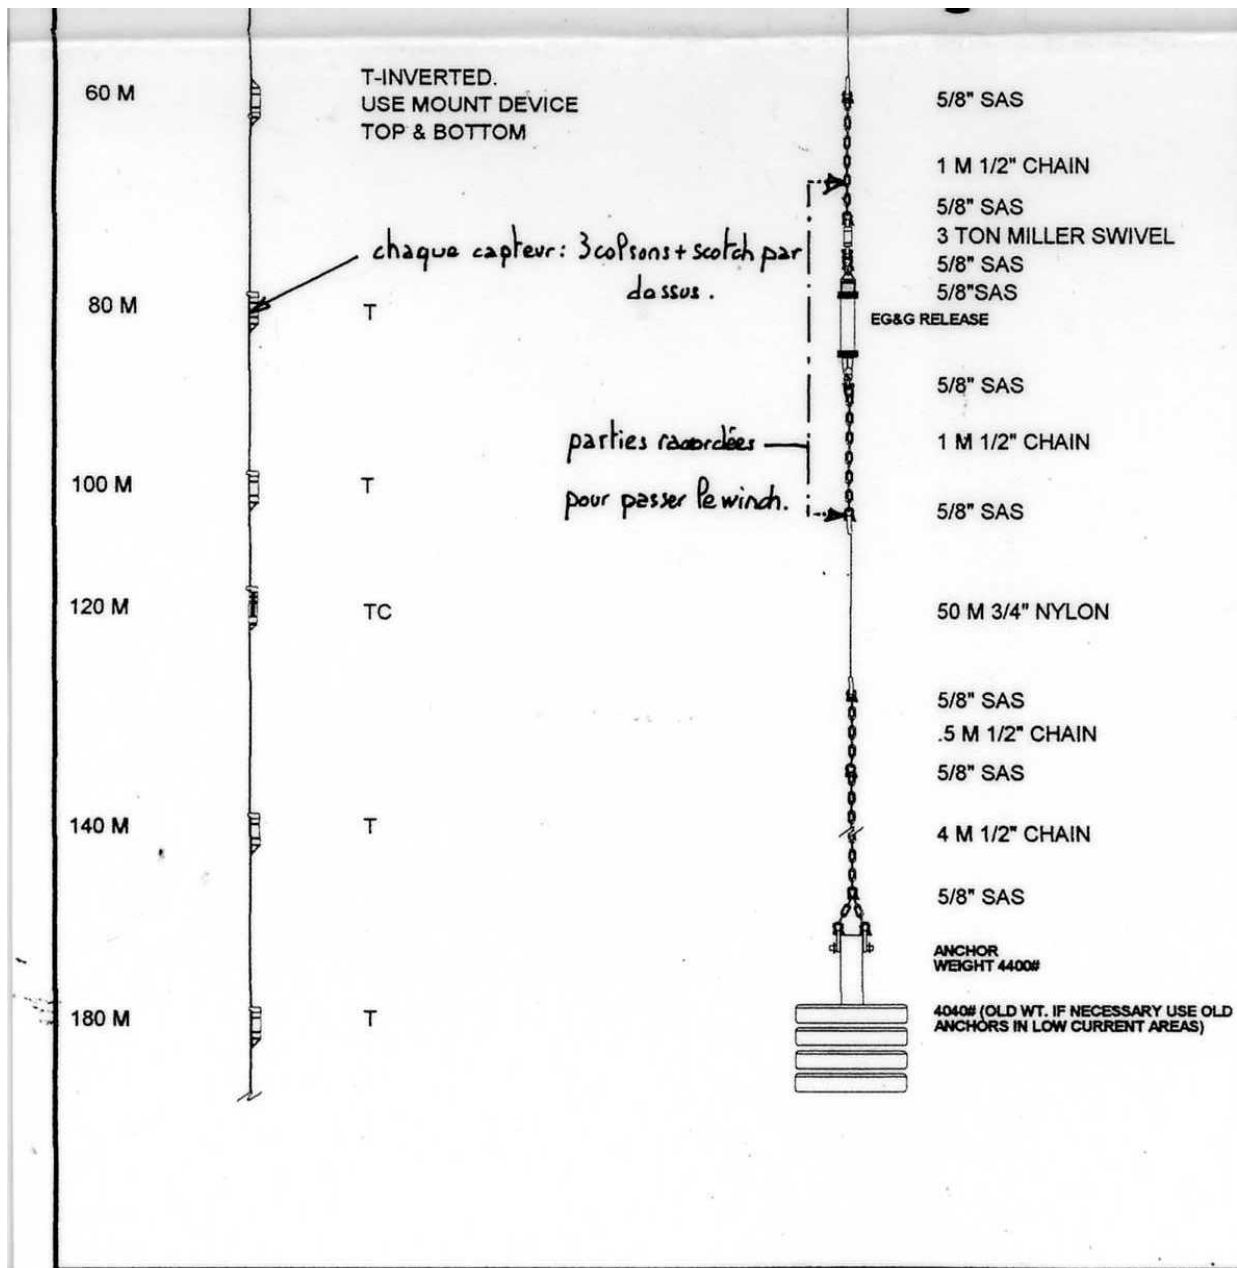 60 M
T-INVERTED.
USE MOUNT DEVICE
TOP & BOTTOM
chaque capteur: 3 colsons + scotch par
dessus.
80 M
T
parties racordées
pour passer le winch.
100 M
T
120 M
TC
140 M
T
180 M
T
5/8" SAS
1 M 1/2" CHAIN
5/8" SAS
3 TON MILLER SWIVEL
5/8" SAS
5/8"SAS
EG&G RELEASE
5/8" SAS
1 M 1/2" CHAIN
5/8" SAS
50 M 3/4" NYLON
5/8" SAS
.5 M 1/2" CHAIN
5/8" SAS
4 M 1/2" CHAIN
5/8" SAS
ANCHOR
WEIGHT 4400#
4040# (OLD WT. IF NECESSARY USE OLD
ANCHORS IN LOW CURRENT AREAS)